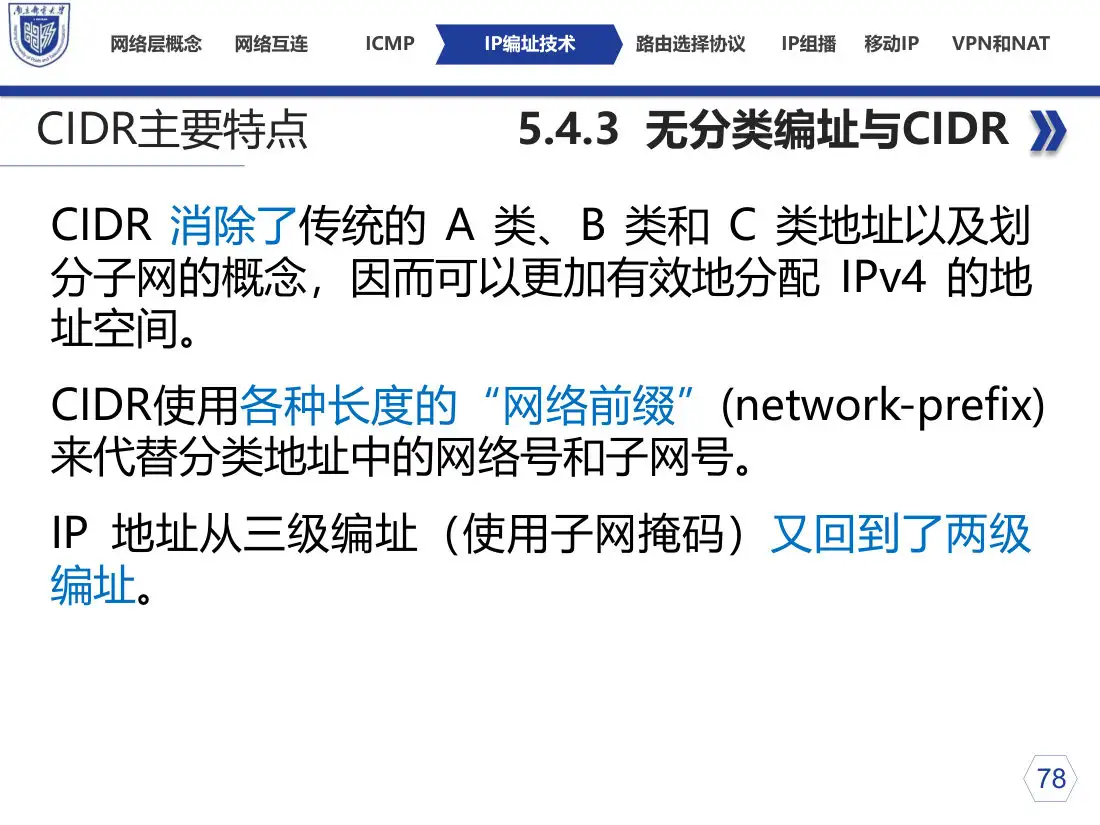 网络层概念 网络互连 ICMP IP编址技术 路由选择协议 IP组播 移动IP VPN和NAT
CIDR主要特点
5.4.3 无分类编址与CIDR
CIDR 消除了传统的 A 类、B 类和 C 类地址以及划
分子网的概念，因而可以更加有效地分配 IPv4 的地
址空间。
CIDR使用各种长度的“网络前缀”(network-prefix)
来代替分类地址中的网络号和子网号。
IP 地址从三级编址（使用子网掩码）又回到了两级
编址。
78